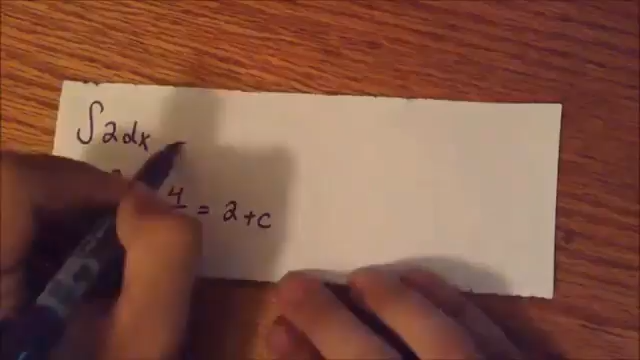 ∫2dx
4 = 2+c